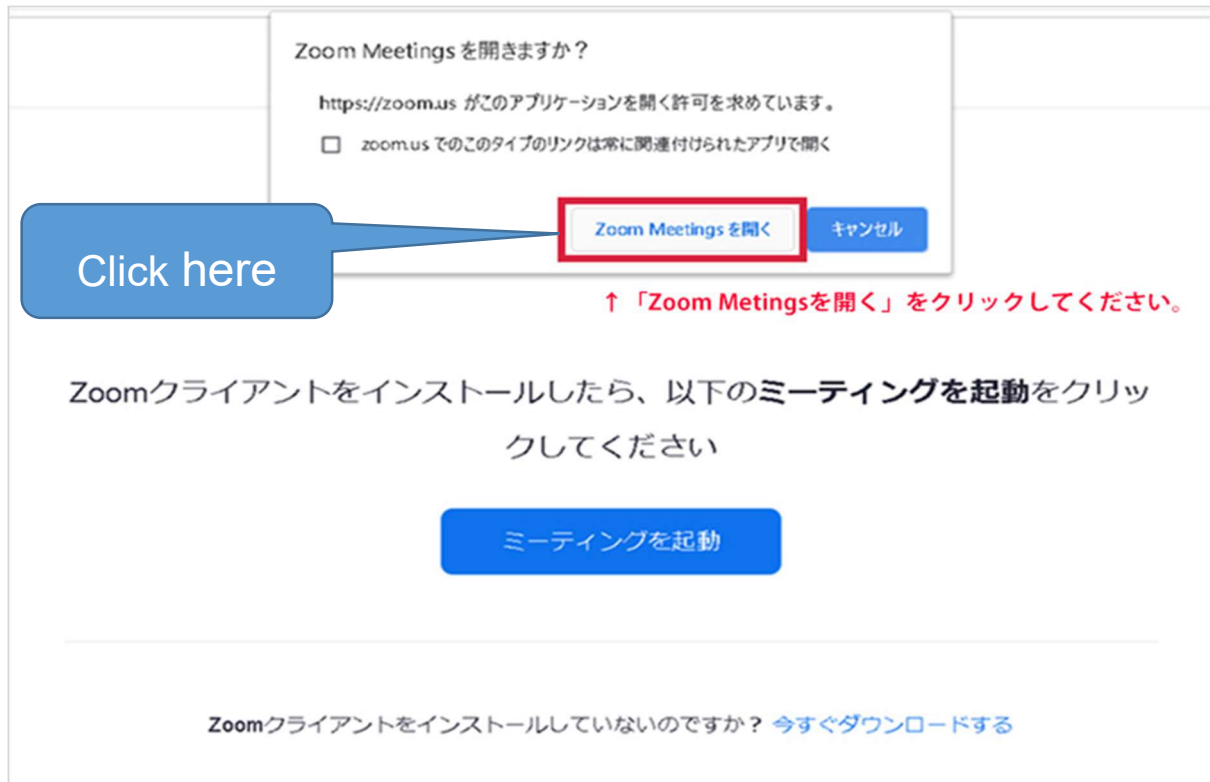 Zoom Meetings を開きますか？
https://zoom.us がこのアプリケーションを開く許可を求めています。
zoom.us でのこのタイプのリンクは常に関連付けられたアプリで開く
Zoom Meetings を開く
キャンセル
Click here
↑「Zoom Metingsを開く」をクリックしてください。
Zoomクライアントをインストールしたら、以下のミーティングを起動をクリッ
クしてください
ミーティングを起動
Zoomクライアントをインストールしていないのですか？ 今すぐダウンロードする